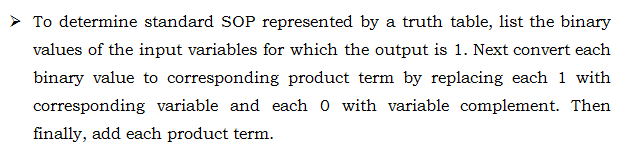 ➢ To determine standard SOP represented by a truth table, list the binary
values of the input variables for which the output is 1. Next convert each
binary value to corresponding product term by replacing each 1 with
corresponding variable and each 0 with variable complement. Then
finally, add each product term.